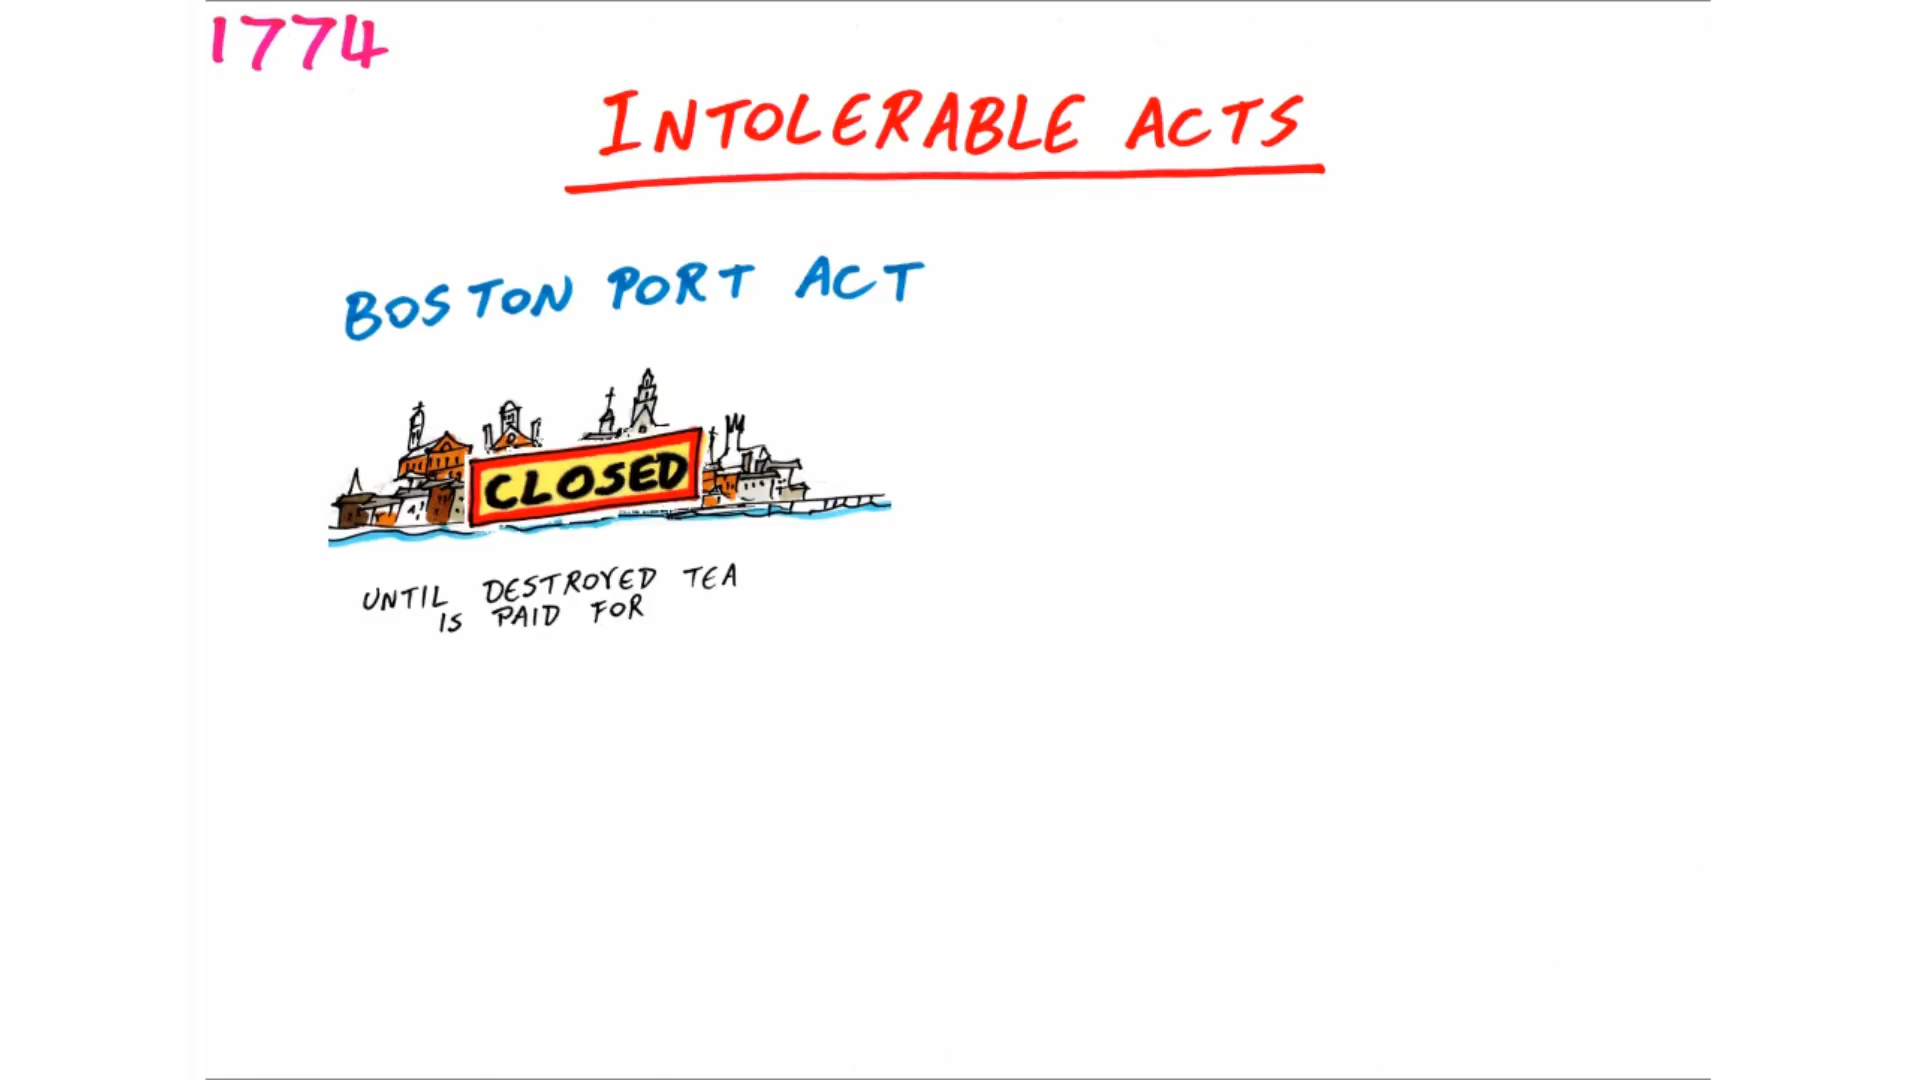 1774
INTOLERABLE ACTS
BOSTON PORT ACT
CLOSED
UNTIL DESTROYED TEA
IS PAID FOR